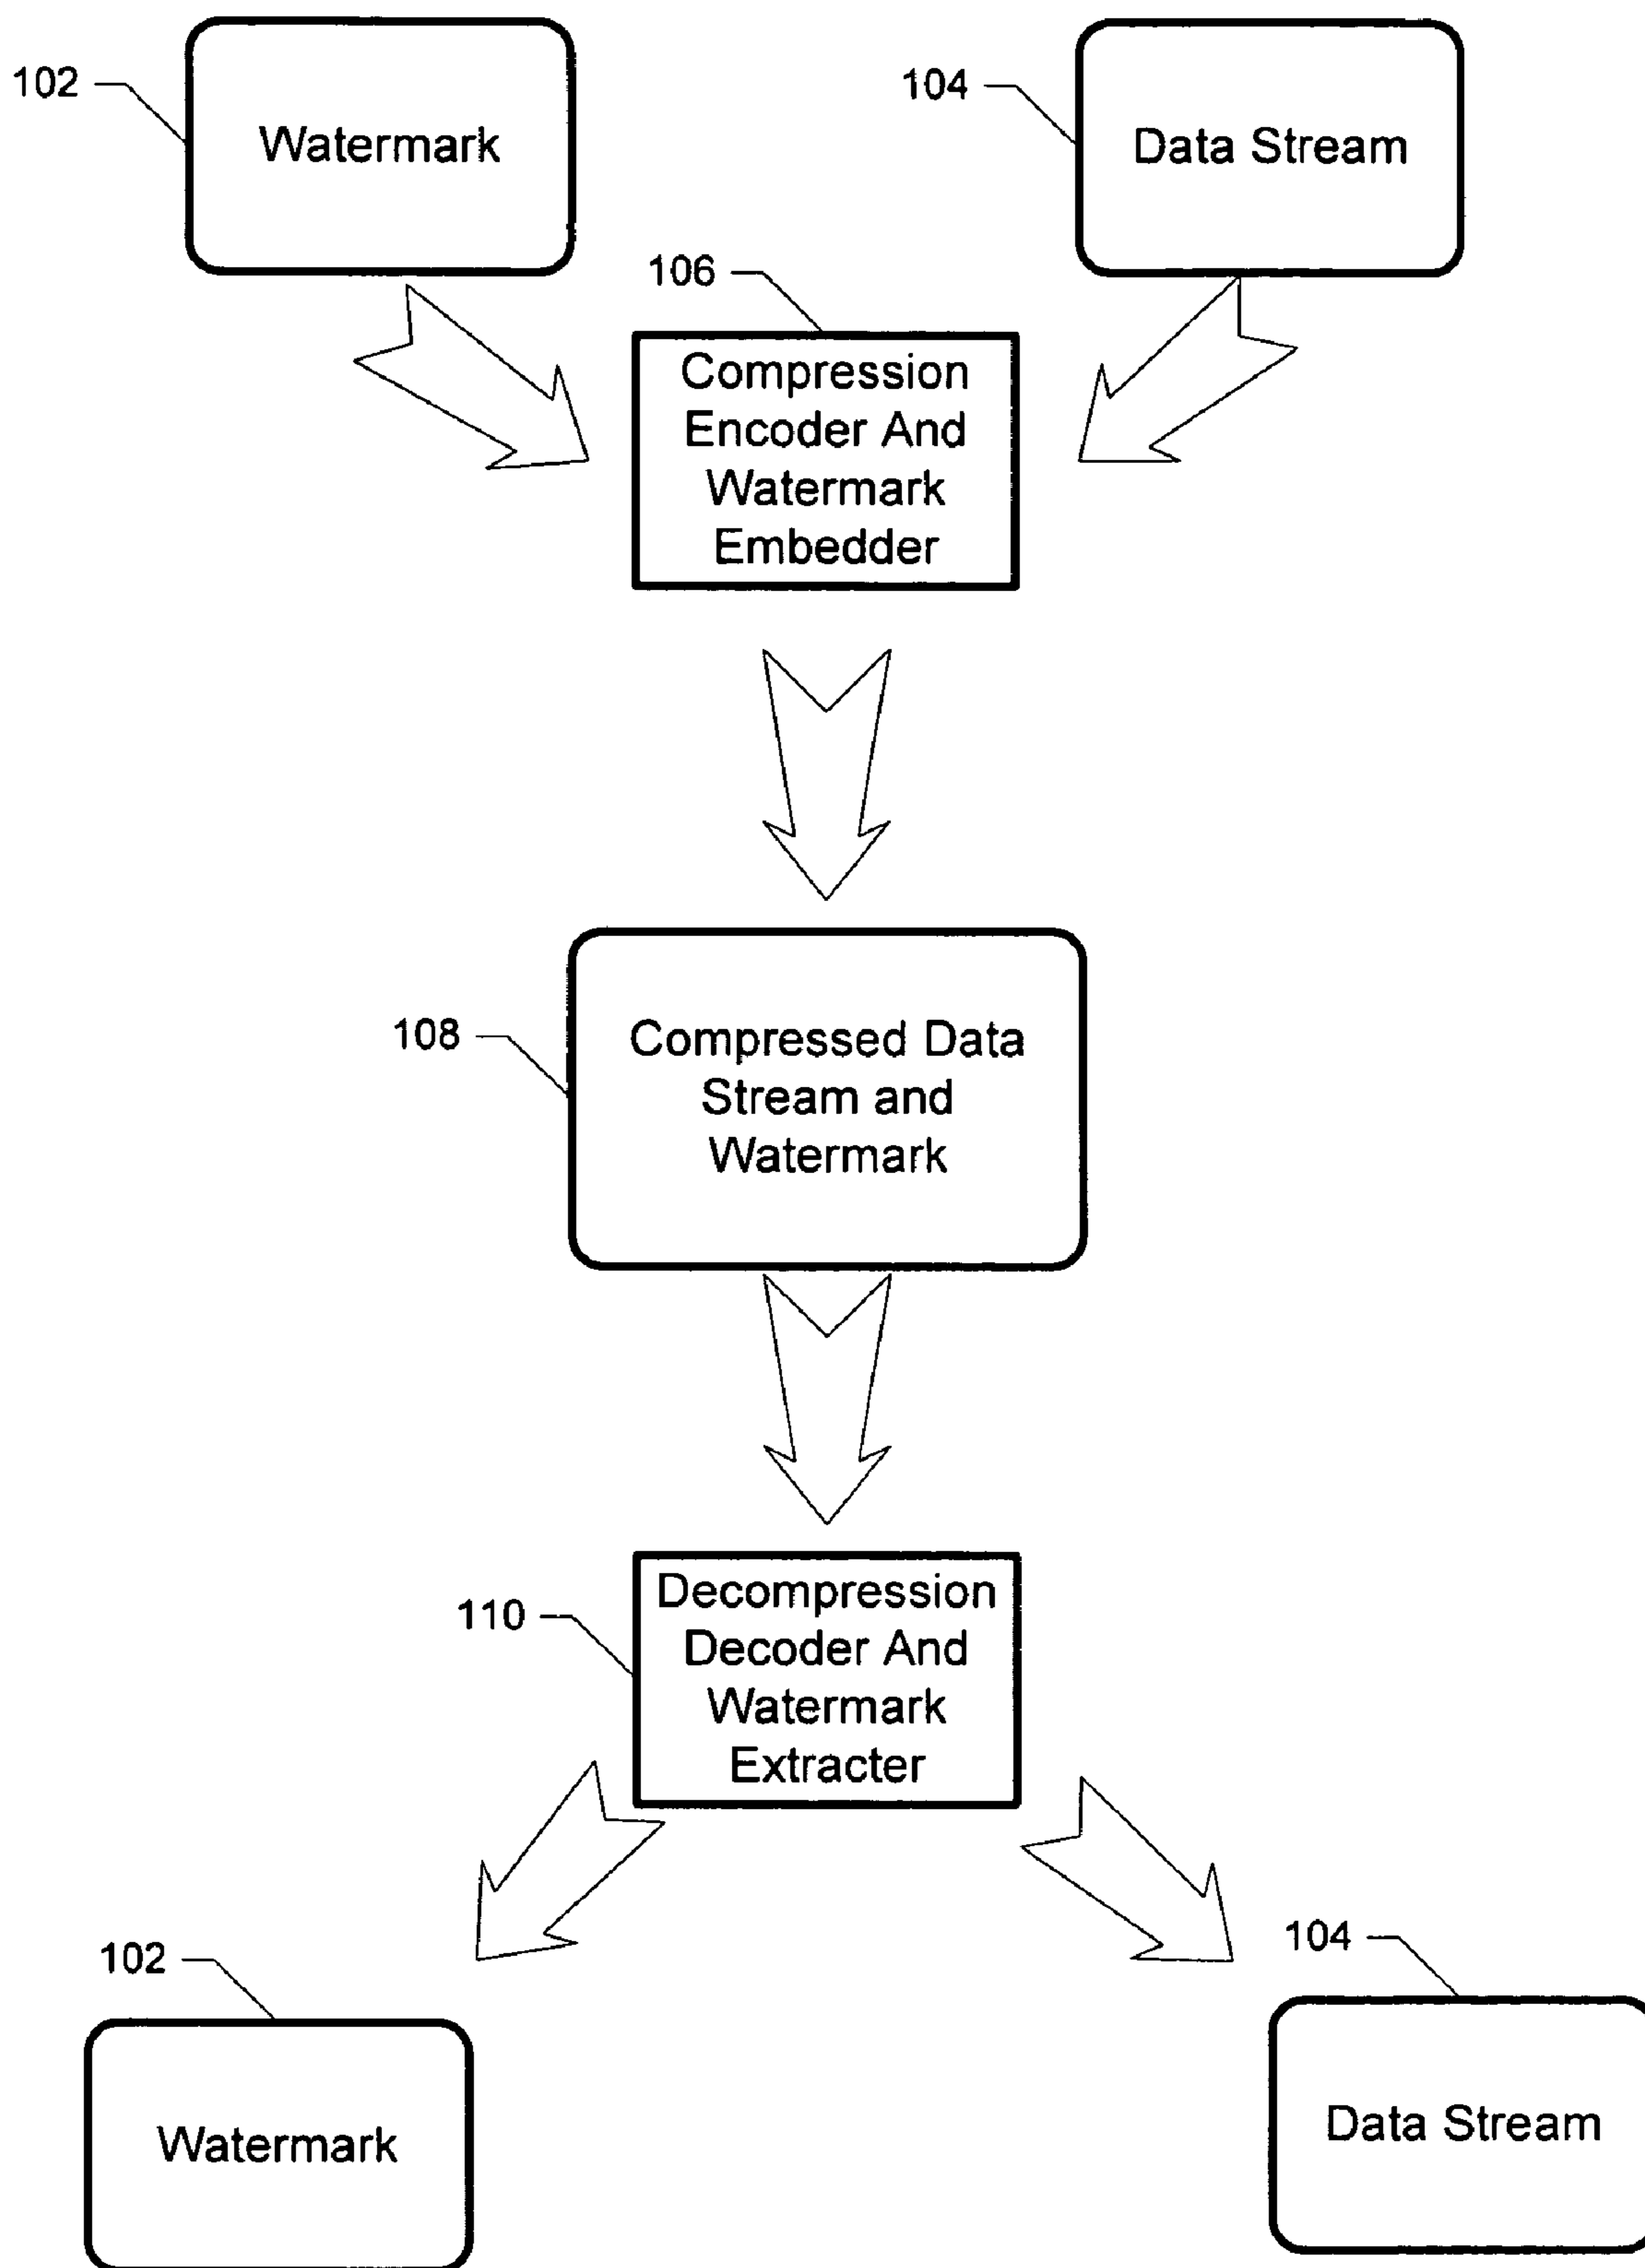 102
Watermark
104
Data Stream
106
Compression
Encoder And
Watermark
Embedder
108
Compressed Data
Stream and
Watermark
110
Decompression
Decoder And
Watermark
Extracter
102
Watermark
104
Data Stream